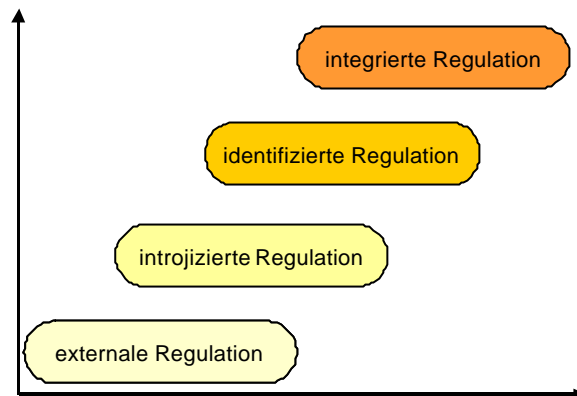 integrierte Regulation
identifizierte Regulation
introjizierte Regulation
externale Regulation